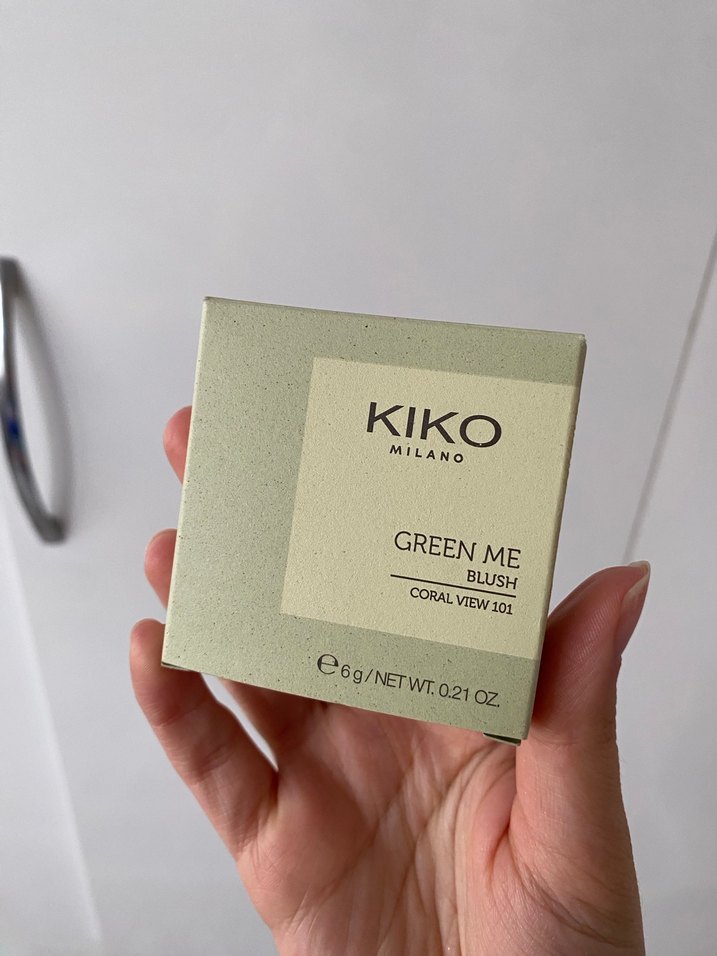 KIKO
MILANO
GREEN ME
BLUSH
CORAL VIEW 101
℮ 6 g / NET WT. 0.21 OZ.